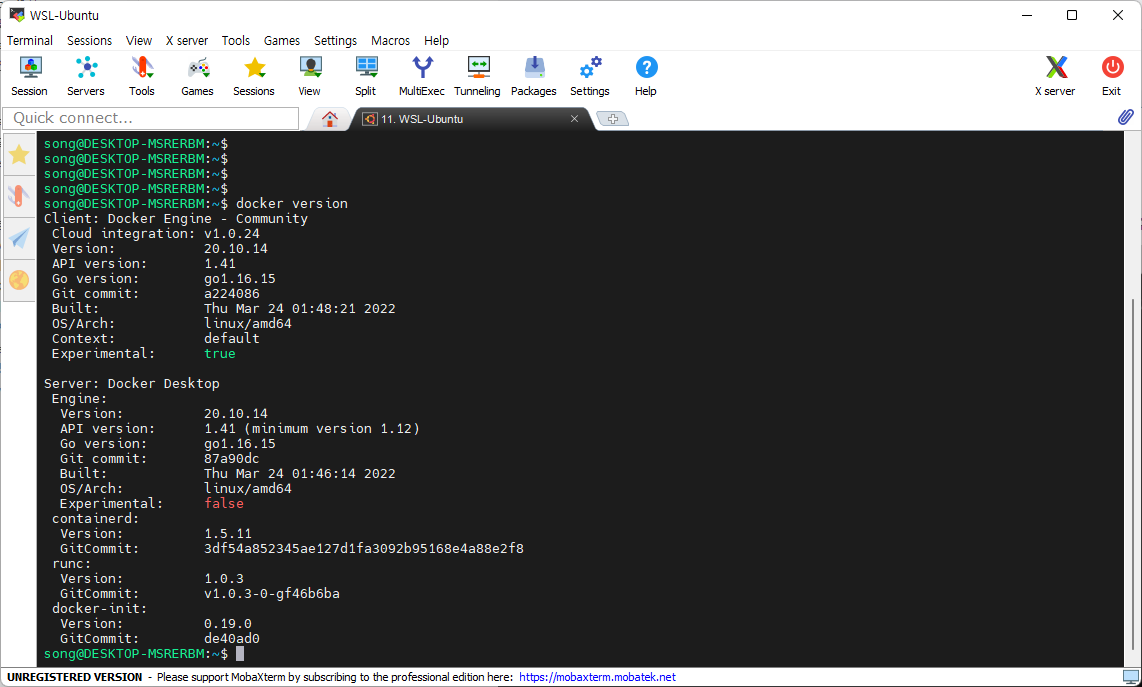 WSL-Ubuntu
Terminal Sessions View X server Tools Games Settings Macros Help
Session Servers Tools Games Sessions View Split MultiExec Tunneling Packages Settings Help X server Exit
Quick connect... 11. WSL-Ubuntu
song@DESKTOP-MSRERBM:~$
song@DESKTOP-MSRERBM:~$
song@DESKTOP-MSRERBM:~$
song@DESKTOP-MSRERBM:~$
song@DESKTOP-MSRERBM:~$ docker version
Client: Docker Engine - Community
Cloud integration: v1.0.24
Version: 20.10.14
API version: 1.41
Go version: go1.16.15
Git commit: a224086
Built: Thu Mar 24 01:48:21 2022
OS/Arch: linux/amd64
Context: default
Experimental: true
Server: Docker Desktop
Engine:
Version: 20.10.14
API version: 1.41 (minimum version 1.12)
Go version: go1.16.15
Git commit: 87a90dc
Built: Thu Mar 24 01:46:14 2022
OS/Arch: linux/amd64
Experimental: false
containerd:
Version: 1.5.11
GitCommit: 3df54a852345ae127d1fa3092b95168e4a88e2f8
runc:
Version: 1.0.3
GitCommit: v1.0.3-0-gf46b6ba
docker-init:
Version: 0.19.0
GitCommit: de40ad0
song@DESKTOP-MSRERBM:~$
UNREGISTERED VERSION - Please support MobaXterm by subscribing to the professional edition here: https://mobaxterm.mobatek.net